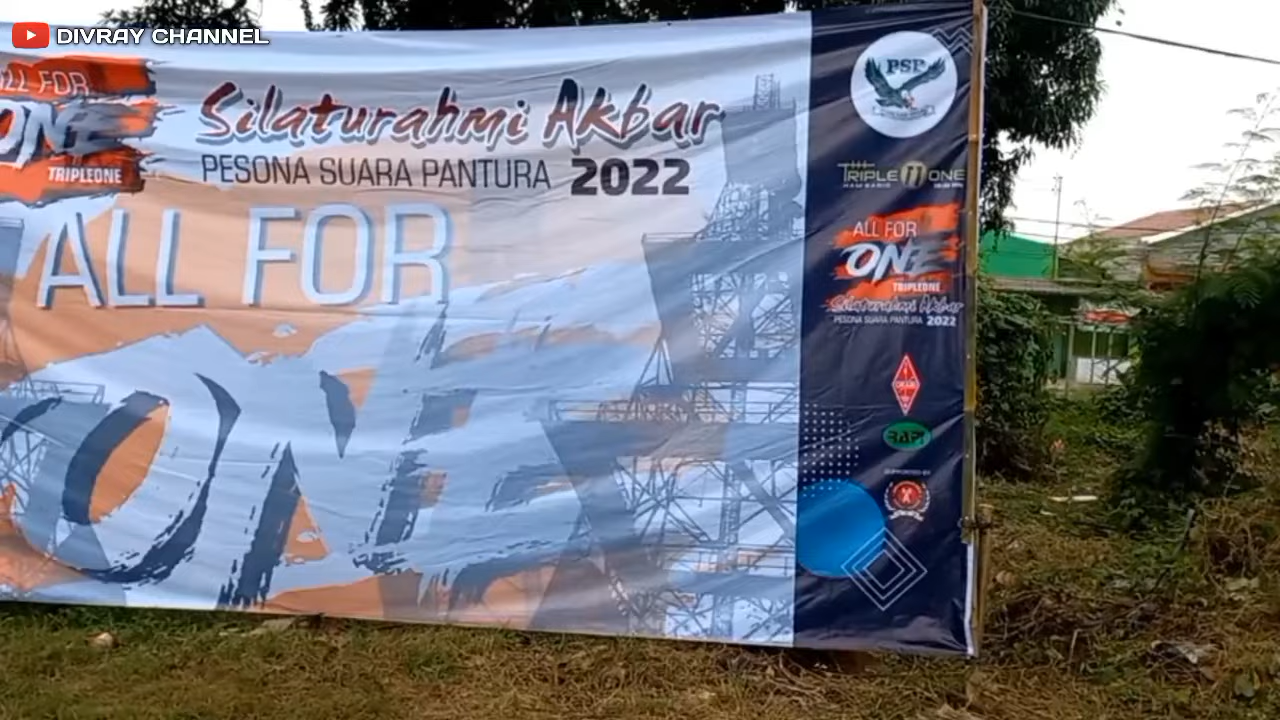 DIVRAY CHANNEL
ALL FOR
ONE
TRIPLEONE
Silaturahmi Akbar
PESONA SUARA PANTURA 2022
ALL FOR
ONE
PSP
TRIPLE 11 ONE
ALL FOR
ONE
TRIPLEONE
Silaturahmi Akbar
PESONA SUARA PANTURA 2022
ORARI
RAPI
SUPPORTED BY